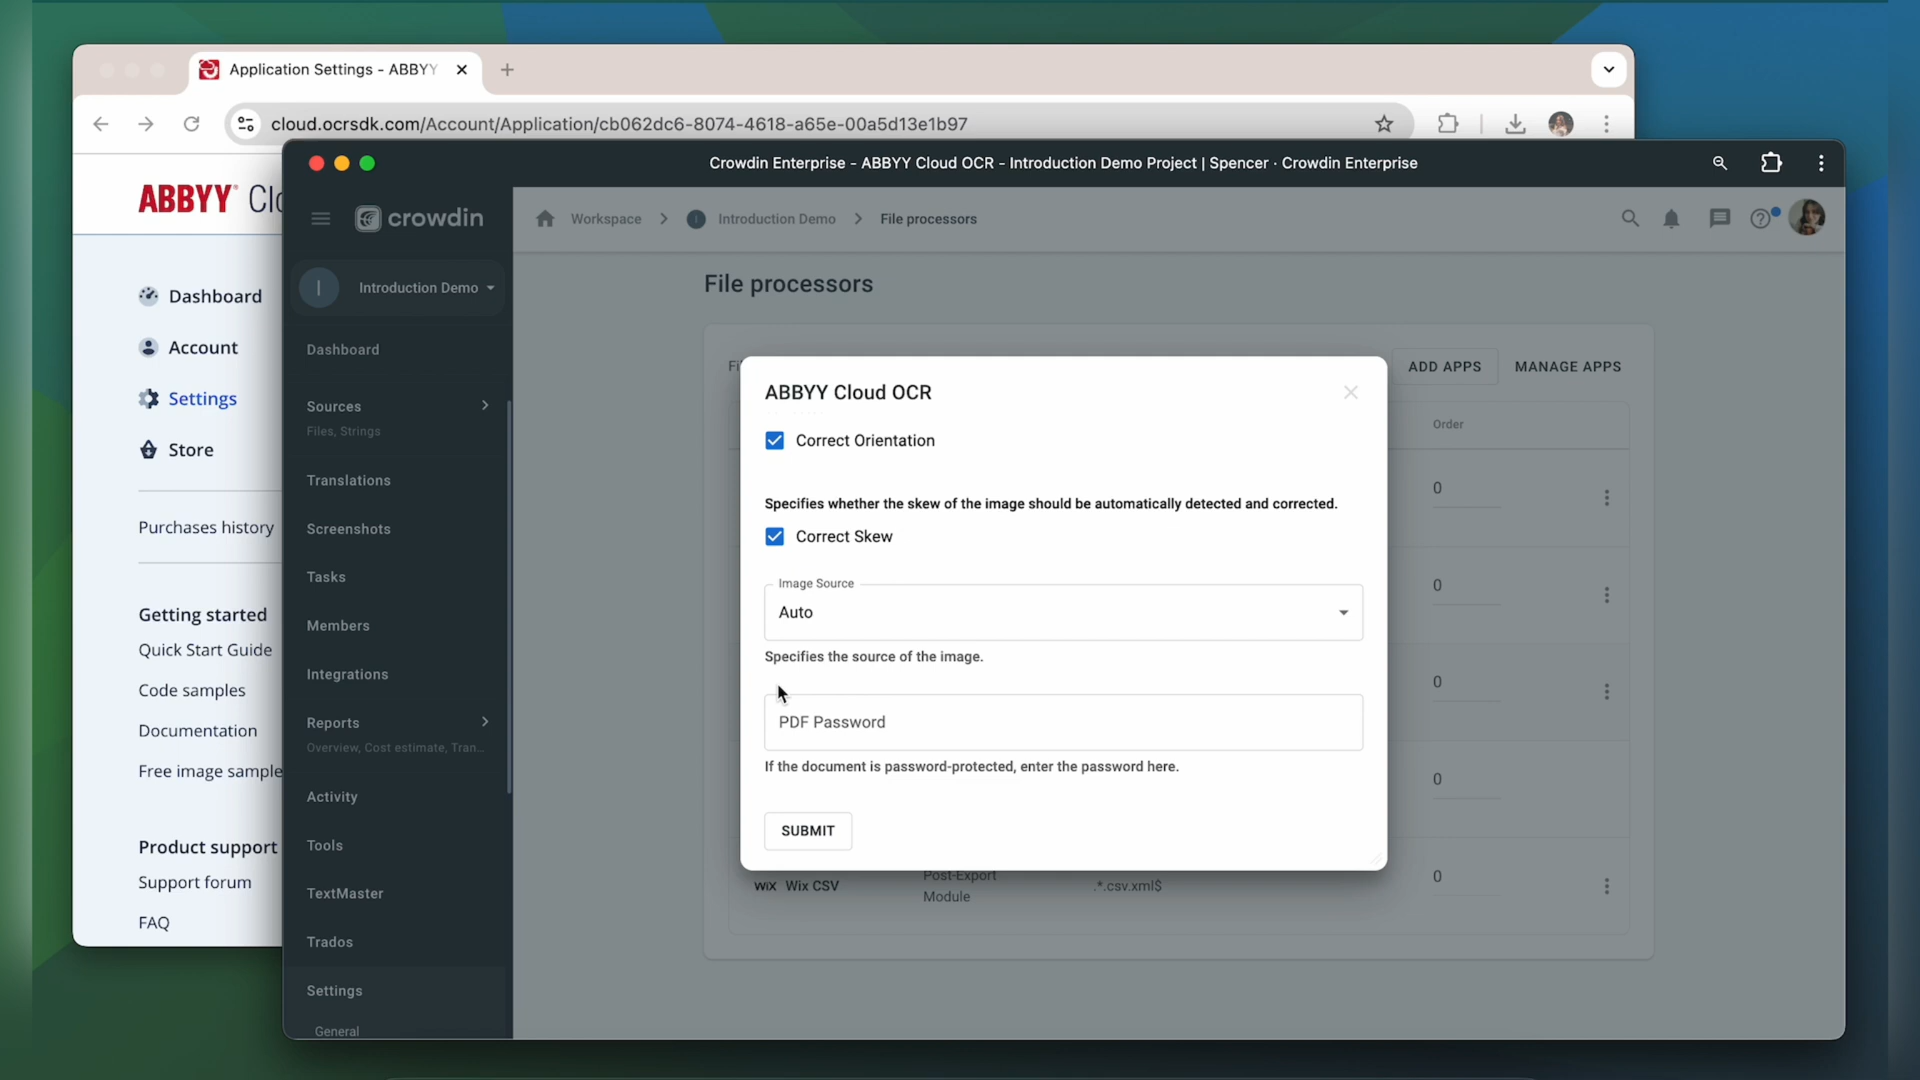 Application Settings - ABBYY
cloud.ocrsdk.com/Account/Application/cb062dc6-8074-4618-a65e-00a5d13e1b97
ABBYY Clo
Dashboard
Account
Settings
Store
Purchases history
Getting started
Quick Start Guide
Code samples
Documentation
Free image sample
Product support
Support forum
FAQ
Crowdin Enterprise - ABBYY Cloud OCR - Introduction Demo Project | Spencer · Crowdin Enterprise
crowdin
Workspace
Introduction Demo
File processors
I Introduction Demo
Dashboard
Sources
Files, Strings
Translations
Screenshots
Tasks
Members
Integrations
Reports
Overview, Cost estimate, Tran...
Activity
Tools
TextMaster
Trados
Settings
General
File processors
Fi
ADD APPS
MANAGE APPS
Order
0
0
0
0
0
WIX Wix CSV
Post-Export
Module
.*.csv.xml$
ABBYY Cloud OCR
Correct Orientation
Specifies whether the skew of the image should be automatically detected and corrected.
Correct Skew
Image Source
Auto
Specifies the source of the image.
PDF Password
If the document is password-protected, enter the password here.
SUBMIT